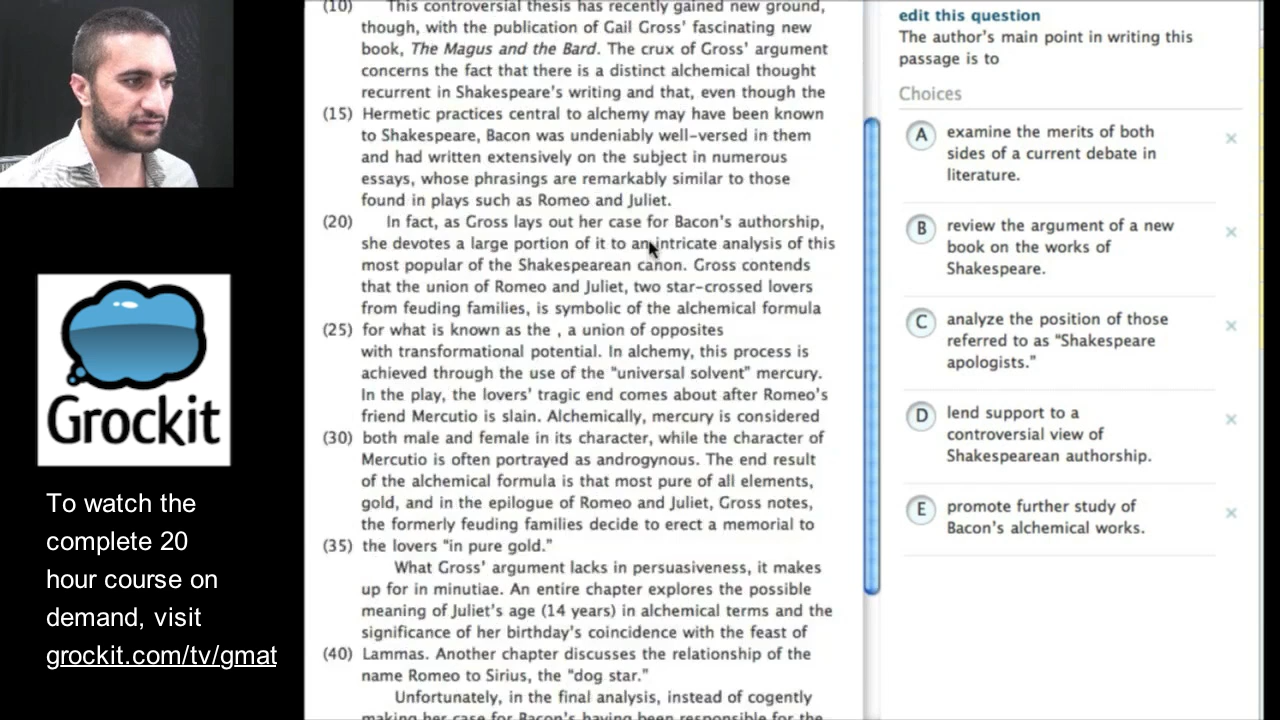 (10) This controversial thesis has recently gained new ground,
though, with the publication of Gail Gross’ fascinating new
book, The Magus and the Bard. The crux of Gross’ argument
concerns the fact that there is a distinct alchemical thought
recurrent in Shakespeare’s writing and that, even though the
(15) Hermetic practices central to alchemy may have been known
to Shakespeare, Bacon was undeniably well-versed in them
and had written extensively on the subject in numerous
essays, whose phrasings are remarkably similar to those
found in plays such as Romeo and Juliet.
(20) In fact, as Gross lays out her case for Bacon’s authorship,
she devotes a large portion of it to an intricate analysis of this
most popular of the Shakespearean canon. Gross contends
that the union of Romeo and Juliet, two star-crossed lovers
from feuding families, is symbolic of the alchemical formula
(25) for what is known as the , a union of opposites
with transformational potential. In alchemy, this process is
achieved through the use of the “universal solvent” mercury.
In the play, the lovers’ tragic end comes about after Romeo’s
friend Mercutio is slain. Alchemically, mercury is considered
(30) both male and female in its character, while the character of
Mercutio is often portrayed as androgynous. The end result
of the alchemical formula is that most pure of all elements,
gold, and in the epilogue of Romeo and Juliet, Gross notes,
the formerly feuding families decide to erect a memorial to
(35) the lovers “in pure gold.”
What Gross’ argument lacks in persuasiveness, it makes
up for in minutiae. An entire chapter explores the possible
meaning of Juliet’s age (14 years) in alchemical terms and the
significance of her birthday’s coincidence with the feast of
(40) Lammas. Another chapter discusses the relationship of the
name Romeo to Sirius, the “dog star.”
Unfortunately, in the final analysis, instead of cogently
making her case for Bacon’s having been responsible for the
edit this question
The author’s main point in writing this
passage is to
Choices
A examine the merits of both
sides of a current debate in
literature.
B review the argument of a new
book on the works of
Shakespeare.
C analyze the position of those
referred to as “Shakespeare
apologists.”
D lend support to a
controversial view of
Shakespearean authorship.
E promote further study of
Bacon’s alchemical works.
Grockit
To watch the
complete 20
hour course on
demand, visit
grockit.com/tv/gmat